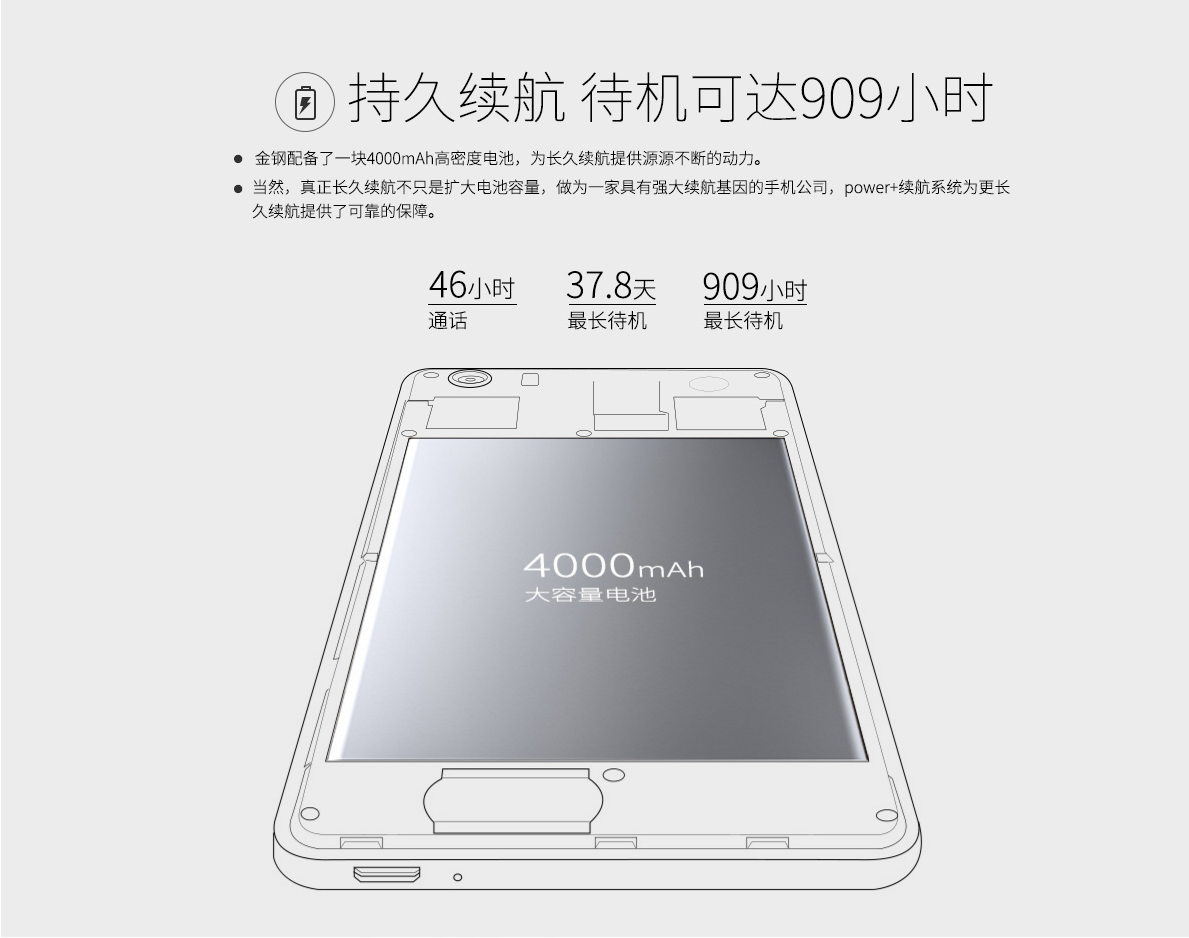 持久续航 待机可达909小时
● 金钢配备了一块4000mAh高密度电池，为长久续航提供源源不断的动力。
● 当然，真正长久续航不只是扩大电池容量，做为一家具有强大续航基因的手机公司，power+续航系统为更长
久续航提供了可靠的保障。
46小时 37.8天 909小时
通话 最长待机 最长待机
4000mAh
大容量电池